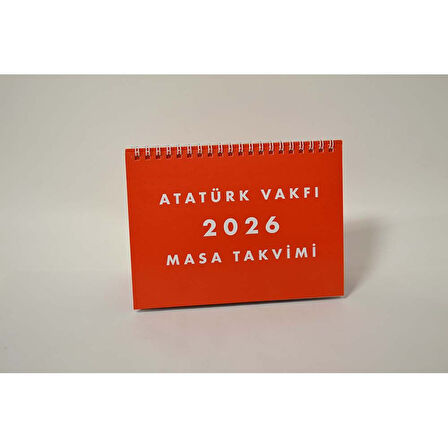 ATATÜRK VAKFI
2026
MASA TAKVİMİ